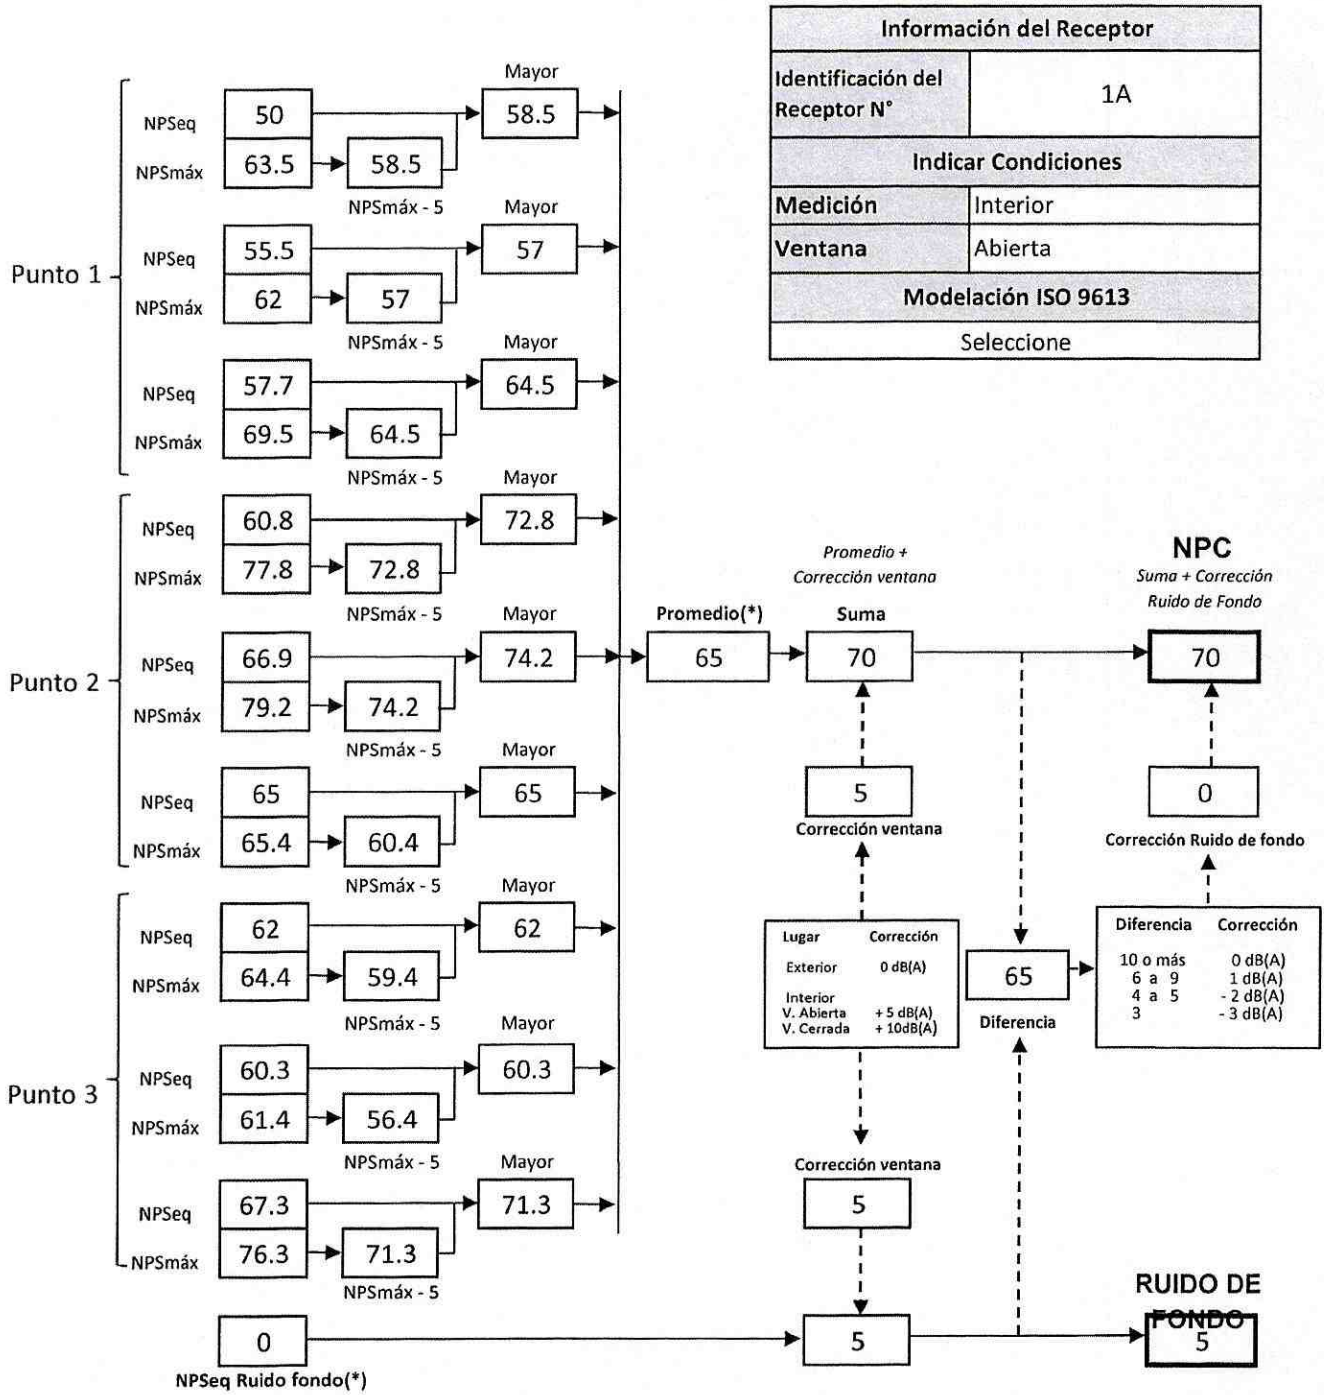 Información del Receptor
Identificación del
Receptor N°
1A
Indicar Condiciones
Medición Interior
Ventana Abierta
Modelación ISO 9613
Seleccione
Punto 1
Mayor
NPSeq 50 58.5
NPSmáx 63.5 58.5
NPSmáx - 5
Mayor
NPSeq 55.5 57
NPSmáx 62 57
NPSmáx - 5
Mayor
NPSeq 57.7 64.5
NPSmáx 69.5 64.5
NPSmáx - 5
Punto 2
Mayor
NPSeq 60.8 72.8
NPSmáx 77.8 72.8
NPSmáx - 5
Mayor
NPSeq 66.9 74.2
NPSmáx 79.2 74.2
NPSmáx - 5
Mayor
NPSeq 65 65
NPSmáx 65.4 60.4
NPSmáx - 5
Punto 3
Mayor
NPSeq 62 62
NPSmáx 64.4 59.4
NPSmáx - 5
Mayor
NPSeq 60.3 60.3
NPSmáx 61.4 56.4
NPSmáx - 5
Mayor
NPSeq 67.3 71.3
NPSmáx 76.3 71.3
NPSmáx - 5
0
NPSeq Ruido fondo(*)
Promedio(*)
65
Promedio +
Corrección ventana
Suma
70
5
Corrección ventana
Lugar Corrección
Exterior 0 dB(A)
Interior
V. Abierta + 5 dB(A)
V. Cerrada + 10dB(A)
Corrección ventana
5
5
65
Diferencia
NPC
Suma + Corrección
Ruido de Fondo
70
0
Corrección Ruido de fondo
Diferencia Corrección
10 o más 0 dB(A)
6 a 9 1 dB(A)
4 a 5 - 2 dB(A)
3 - 3 dB(A)
RUIDO DE
FONDO
5